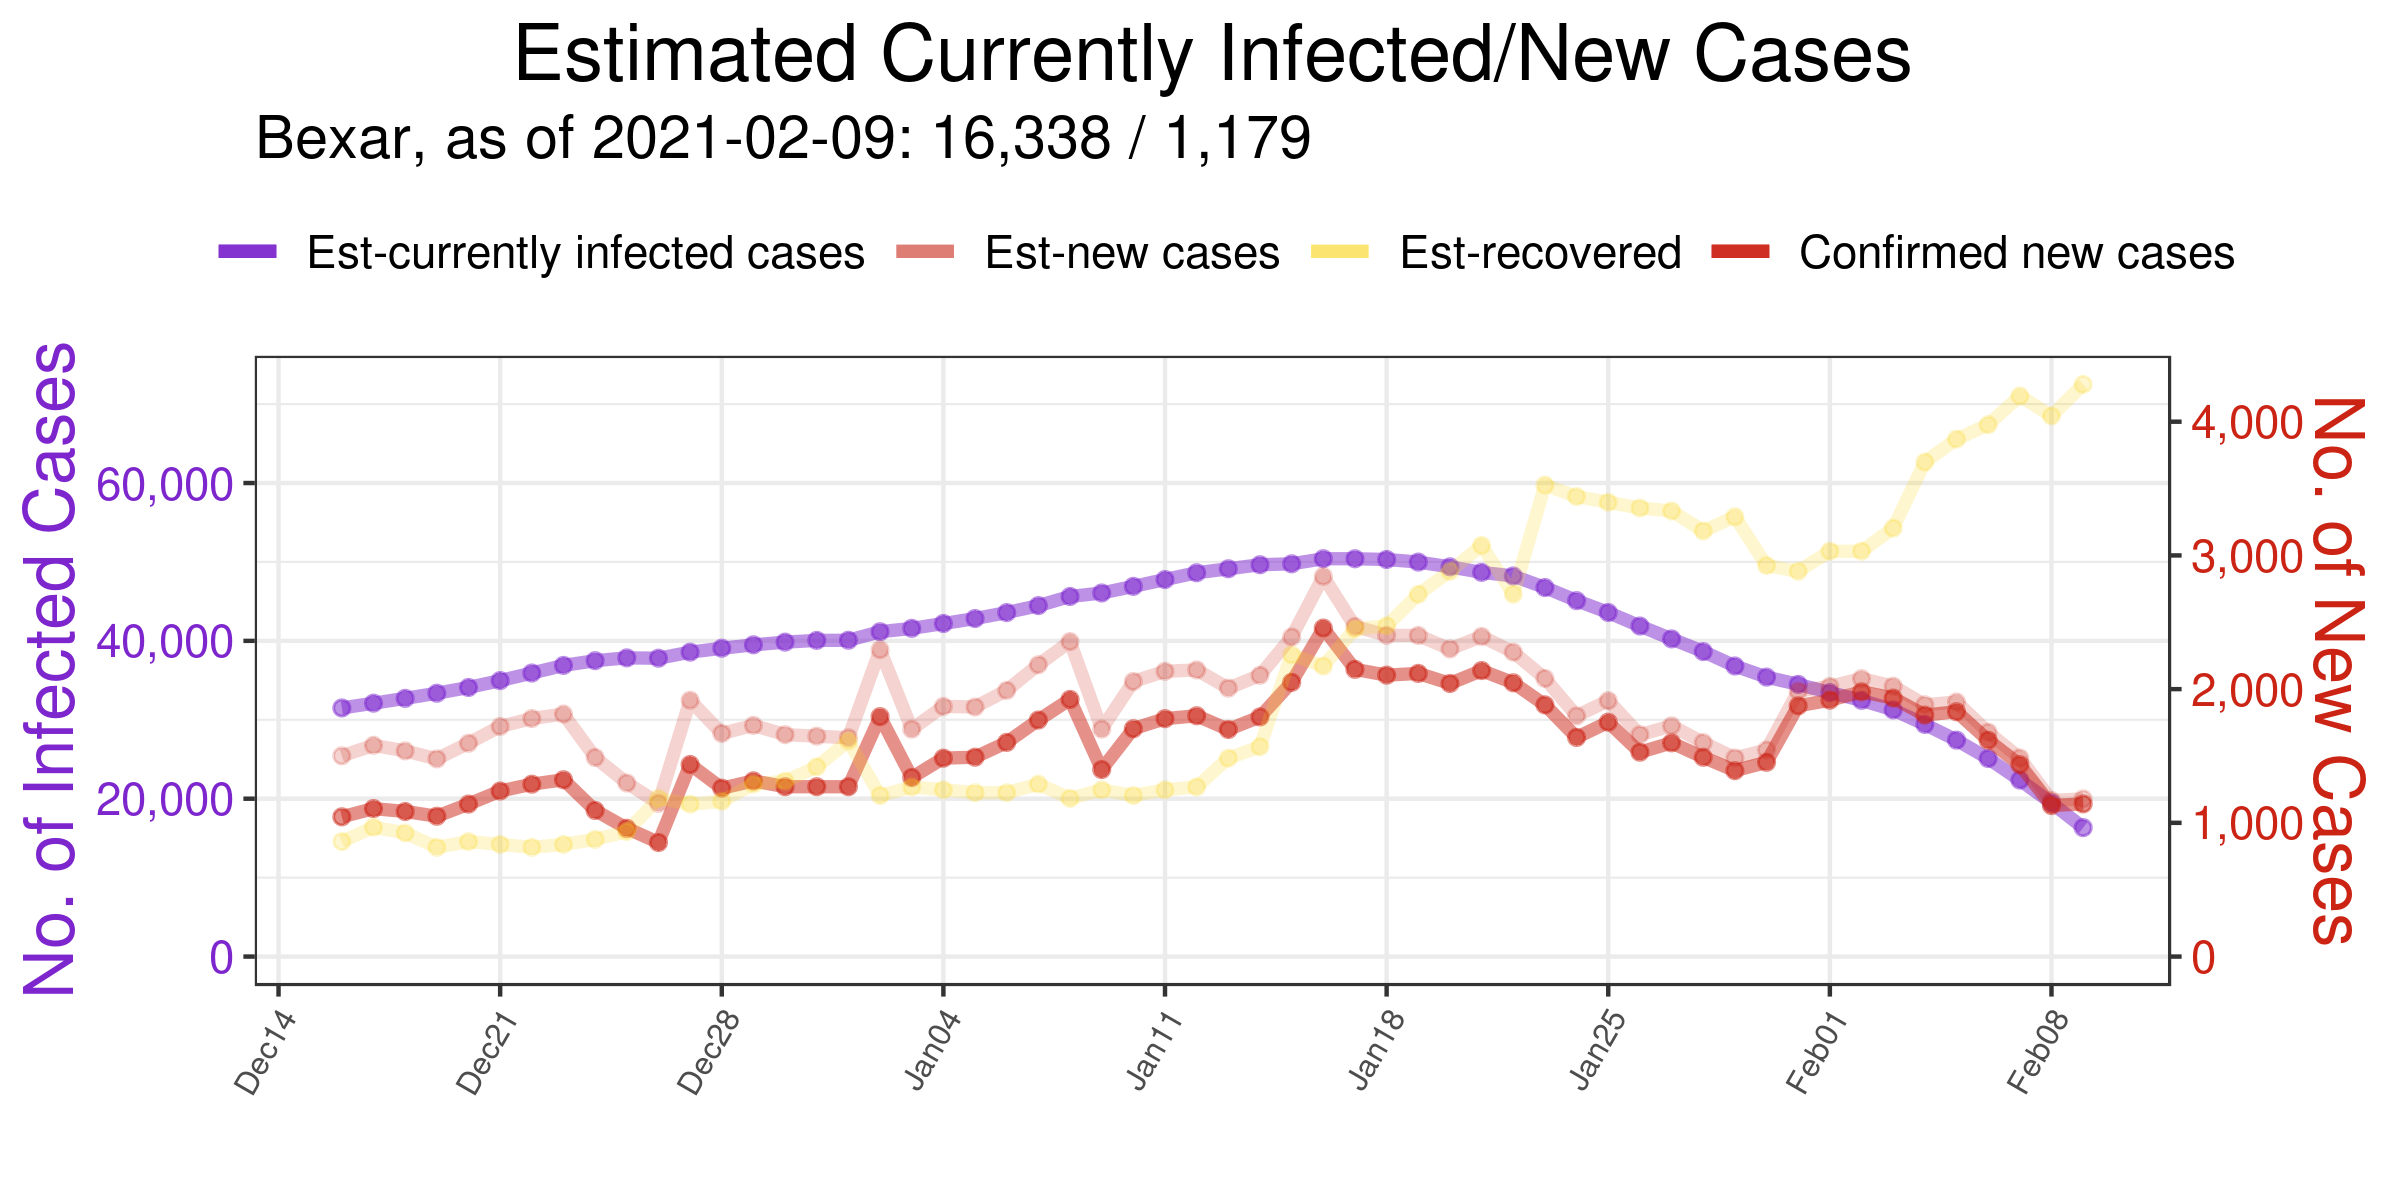 Estimated Currently Infected/New Cases
Bexar, as of 2021-02-09: 16,338 / 1,179
Est-currently infected cases Est-new cases Est-recovered Confirmed new cases
No. of Infected Cases
60,000
40,000
20,000
0
4,000
3,000
2,000
1,000
0
No. of New Cases
Dec14 Dec21 Dec28 Jan04 Jan11 Jan18 Jan25 Feb01 Feb08